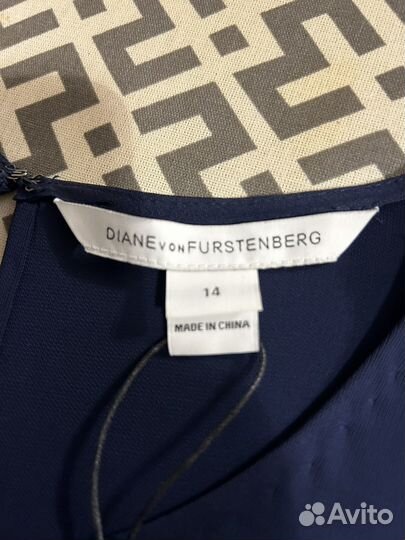 DIANE VON FURSTENBERG
14
MADE IN CHINA
Avito